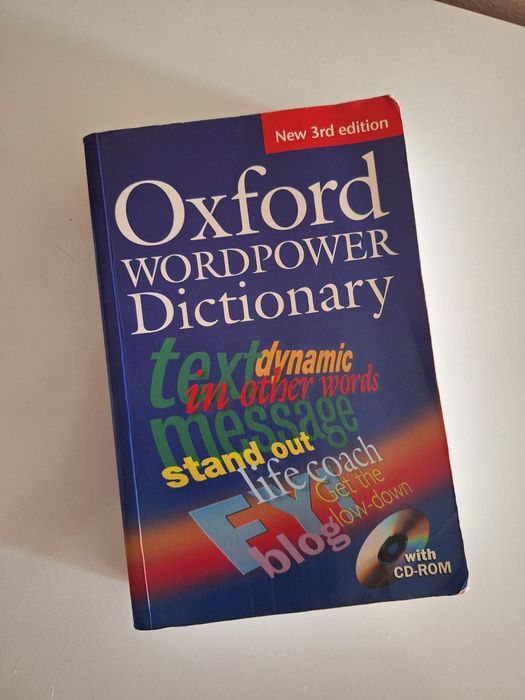 New 3rd edition
Oxford
WORDPOWER
Dictionary
text
dynamic
in other words
message
stand out
life coach
FYI
Get the
low-down
blog
with
CD-ROM